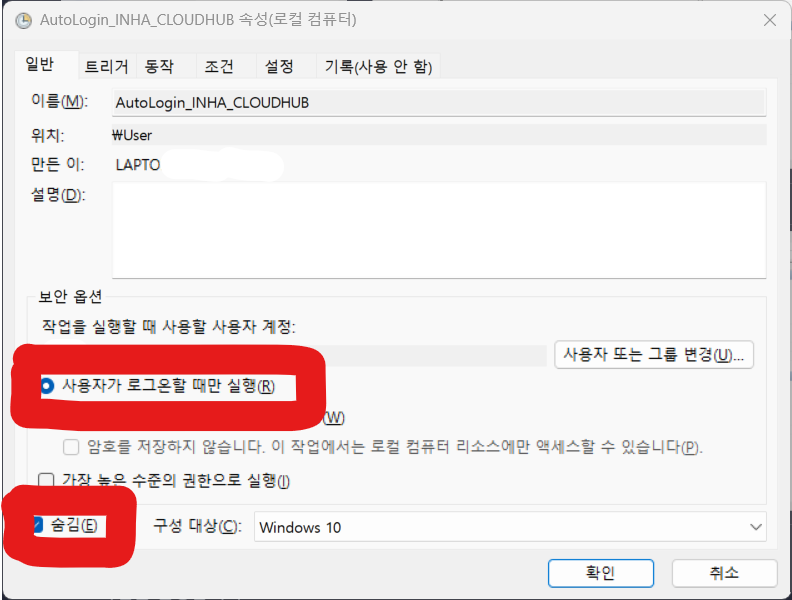 AutoLogin_INHA_CLOUDHUB 속성(로컬 컴퓨터)
일반 트리거 동작 조건 설정 기록(사용 안 함)
이름(M): AutoLogin_INHA_CLOUDHUB
위치: ₩User
만든 이: LAPTO
설명(D):
보안 옵션
작업을 실행할 때 사용할 사용자 계정:
사용자 또는 그룹 변경(U)...
사용자가 로그온할 때만 실행(R)
(W)
암호를 저장하지 않습니다. 이 작업에서는 로컬 컴퓨터 리소스에만 액세스할 수 있습니다(P).
가장 높은 수준의 권한으로 실행(I)
숨김(E) 구성 대상(C): Windows 10
확인 취소